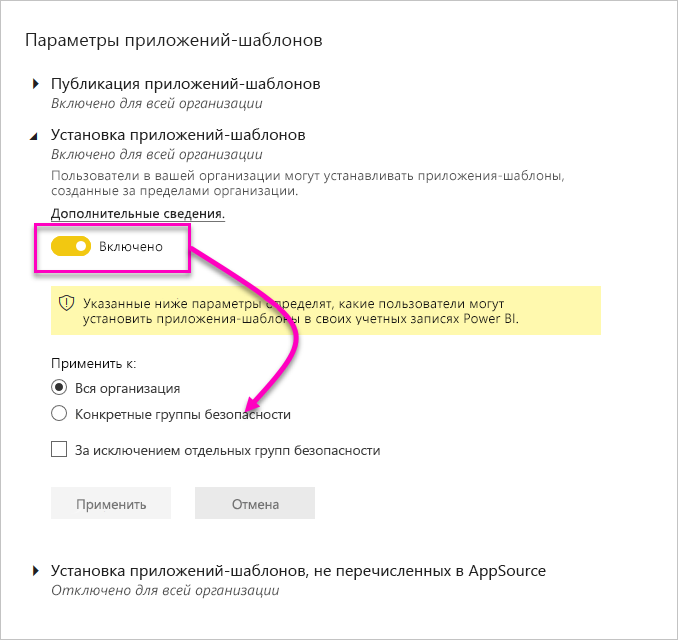 Параметры приложений-шаблонов
Публикация приложений-шаблонов
Включено для всей организации
Установка приложений-шаблонов
Включено для всей организации
Пользователи в вашей организации могут устанавливать приложения-шаблоны,
созданные за пределами организации.
Дополнительные сведения.
Включено
Указанные ниже параметры определят, какие пользователи могут
установить приложения-шаблоны в своих учетных записях Power BI.
Применить к:
Вся организация
Конкретные группы безопасности
За исключением отдельных групп безопасности
Применить
Отмена
Установка приложений-шаблонов, не перечисленных в AppSource
Отключено для всей организации